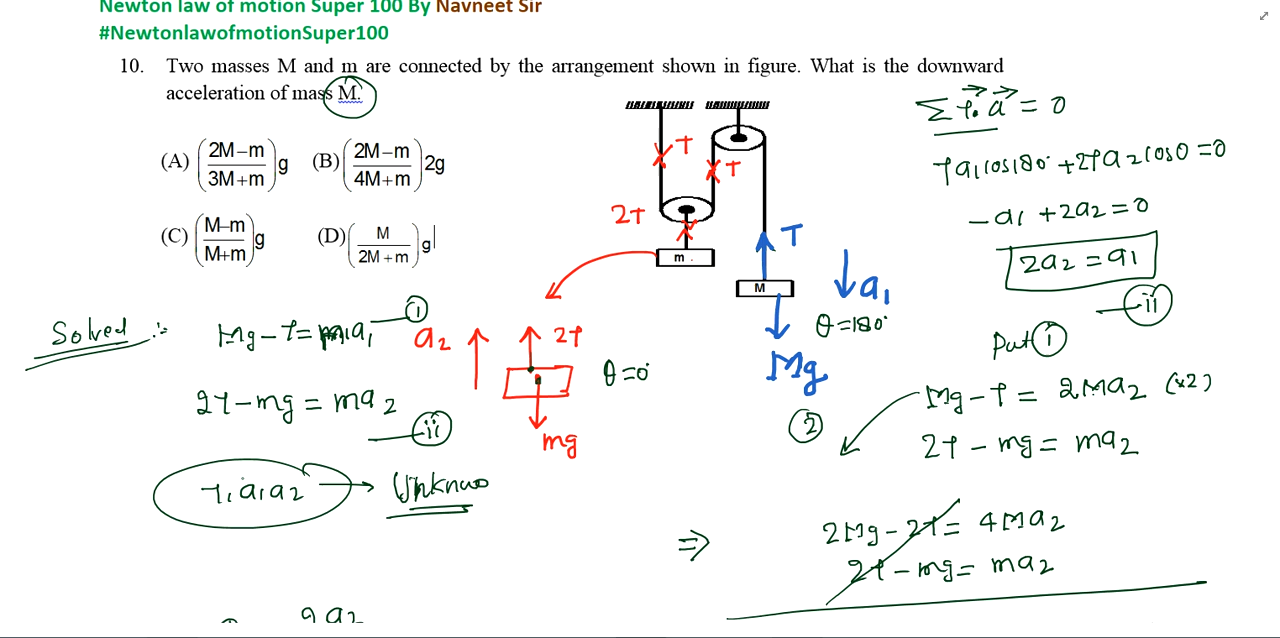 Newton law of motion Super 100 By Navneet Sir
#NewtonlawofmotionSuper100
10. Two masses M and m are connected by the arrangement shown in figure. What is the downward
acceleration of mass M.
(A) (2M–m / 3M+m) g (B) (2M–m / 4M+m) 2g
(C) (M–m / M+m) g (D) (M / 2M+m) g
T
T
2T
m
M
T
↓a₁
θ=180°
Mg
Σ T⃗·a⃗ = 0
Ta₁cos180° + 2Ta₂cos0 = 0
-a₁ + 2a₂ = 0
2a₂ = a₁
(ii)
Put (i)
Mg - T = 2Ma₂ (×2)
2T - mg = ma₂
Solved :.
Mg - T = Ma₁ (i)
2T - mg = ma₂
(ii)
a₂
2T
θ=0°
mg
(2)
T, a₁ a₂ → Unknwo
⇒ 2Mg - 2T = 4Ma₂
2T - mg = ma₂